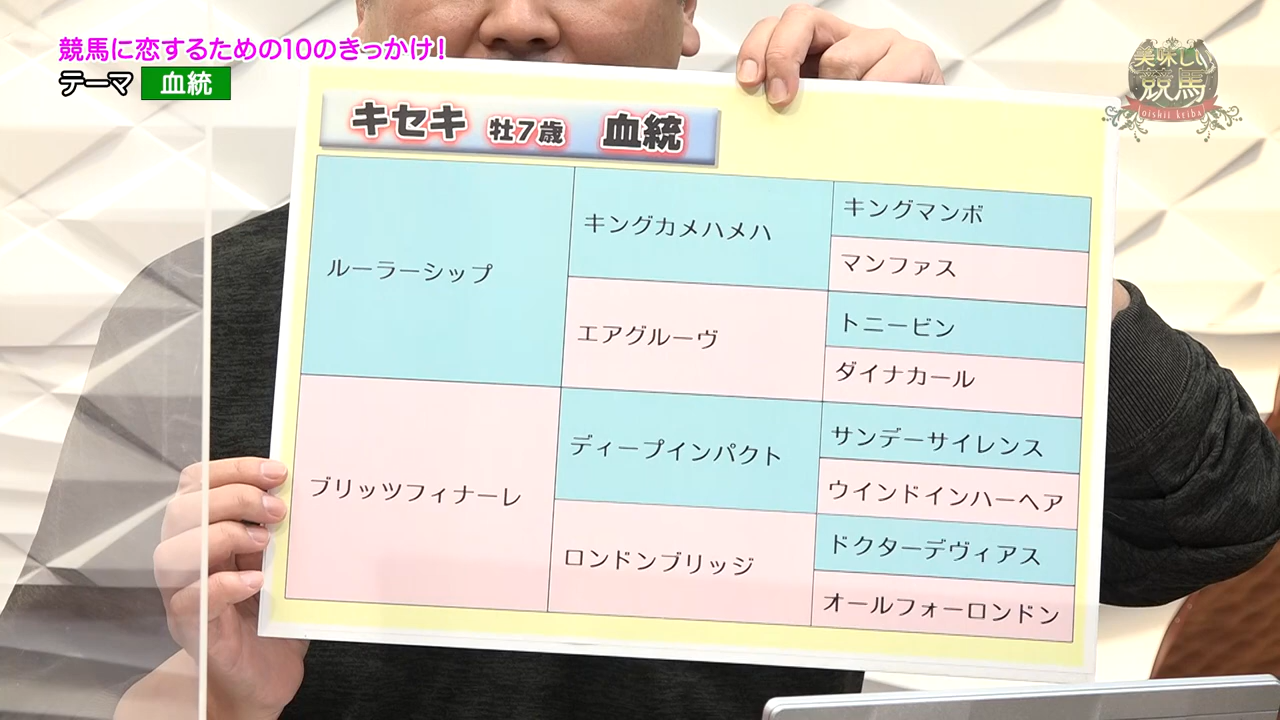 競馬に恋するための10のきっかけ!
テーマ 血統
美味しい
競馬
oishii keiba
キセキ 牡7歳 血統
ルーラーシップ
キングカメハメハ
キングマンボ
マンファス
エアグルーヴ
トニービン
ダイナカール
ブリッツフィナーレ
ディープインパクト
サンデーサイレンス
ウインドインハーヘア
ロンドンブリッジ
ドクターデヴィアス
オールフォーロンドン